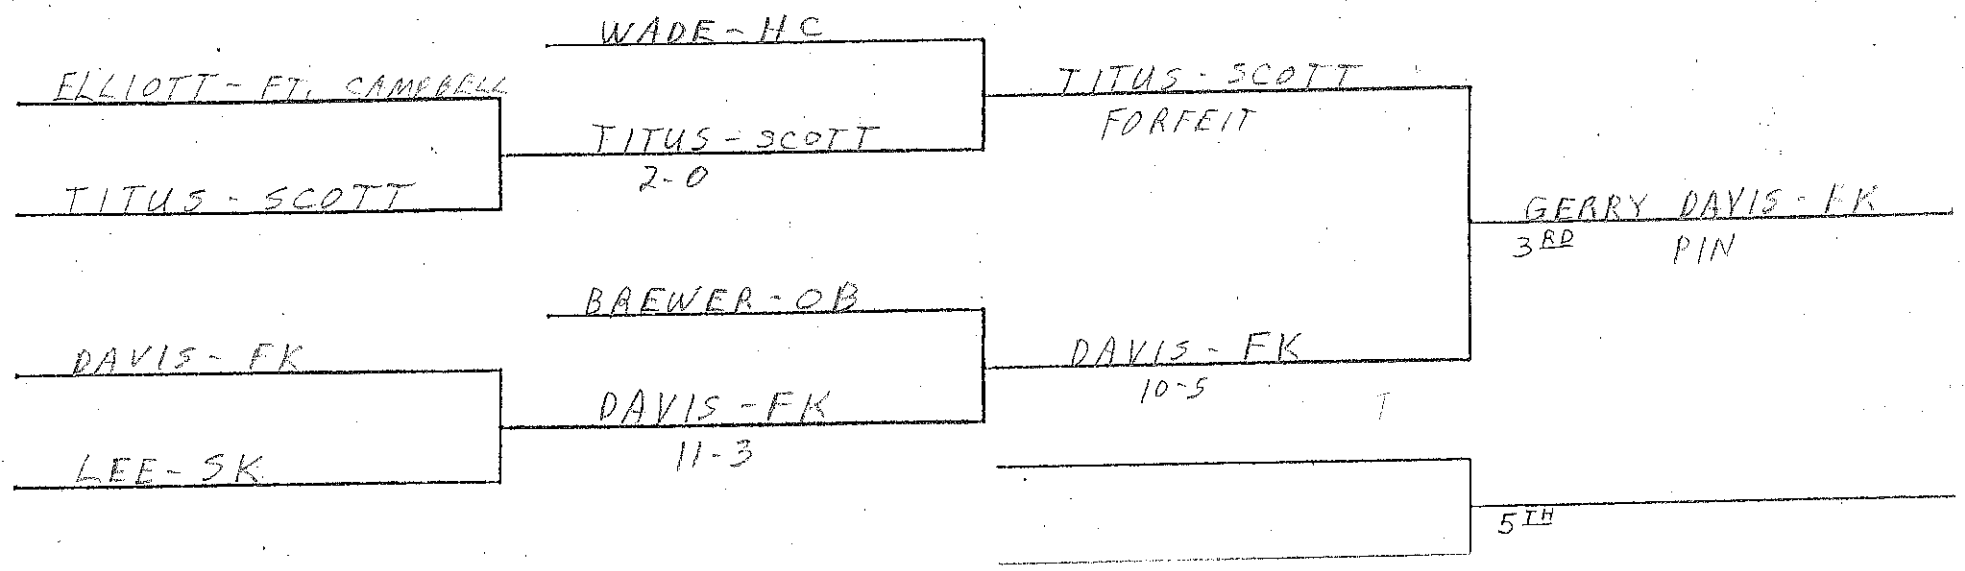 WADE - HC
ELLIOTT - FT. CAMPBELL
TITUS - SCOTT
FORFEIT
TITUS - SCOTT
2-0
TITUS - SCOTT
GERRY DAVIS - FK
3RD
PIN
BREWER - OB
DAVIS - FK
DAVIS - FK
10-5
DAVIS - FK
11-3
LEE - SK
5TH